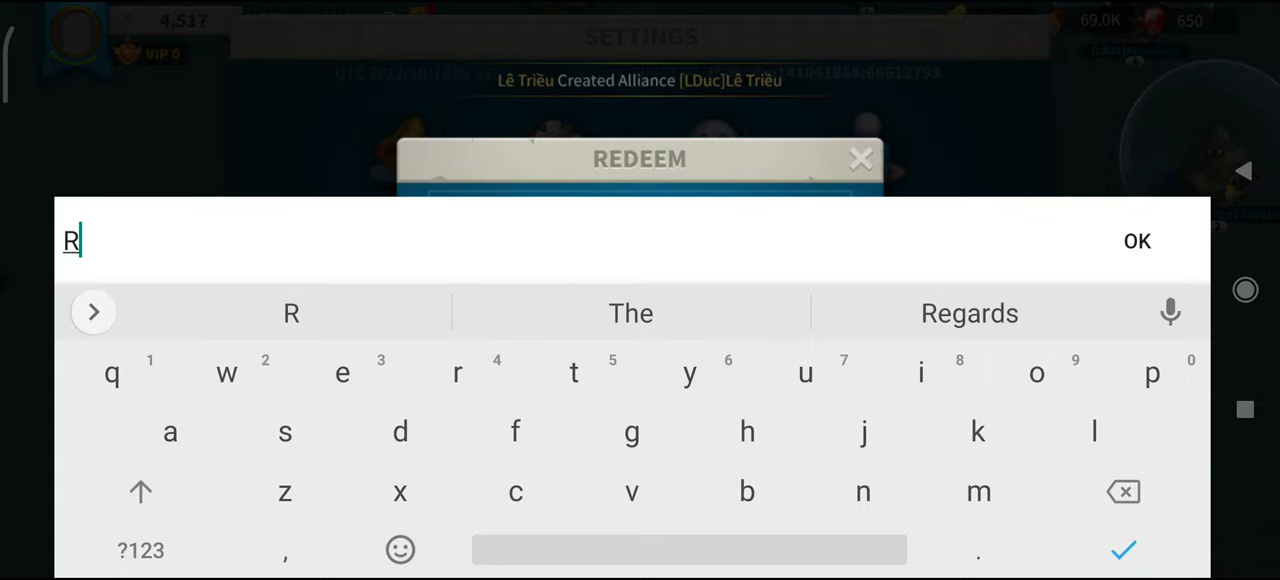 4,517
69.0K
650
SETTINGS
VIP 0
Lê Triều Created Alliance [LDuc]Lê Triều
REDEEM
R
OK
R
The
Regards
q 1 w 2 e 3 r 4 t 5 y 6 u 7 i 8 o 9 p 0
a s d f g h j k l
z x c v b n m
?123 , .